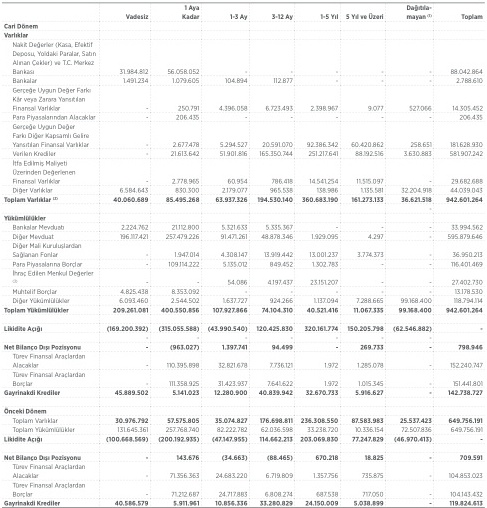 1 Aya Dağıtıla-
Vadesiz Kadar 1-3 Ay 3-12 Ay 1-5 Yıl 5 Yıl ve Üzeri mayan (1) Toplam
Cari Dönem
Varlıklar
Nakit Değerler (Kasa, Efektif
Deposu, Yoldaki Paralar, Satın
Alınan Çekler) ve T.C. Merkez
Bankası 31.984.812 56.058.052 - - - - - 88.042.864
Bankalar 1.491.234 1.079.605 104.894 112.877 - - - 2.788.610
Gerçeğe Uygun Değer Farkı
Kâr veya Zarara Yansıtılan
Finansal Varlıklar - 250.791 4.396.058 6.723.493 2.398.967 9.077 527.066 14.305.452
Para Piyasalarından Alacaklar - 206.435 - - - - - 206.435
Gerçeğe Uygun Değer
Farkı Diğer Kapsamlı Gelire
Yansıtılan Finansal Varlıklar - 2.677.478 5.294.527 20.591.070 92.386.342 60.420.862 258.651 181.628.930
Verilen Krediler - 21.613.642 51.901.816 165.350.744 251.217.641 88.192.516 3.630.883 581.907.242
İtfa Edilmiş Maliyeti
Üzerinden Değerlenen
Finansal Varlıklar - 2.778.965 60.954 786.418 14.541.254 11.515.097 - 29.682.688
Diğer Varlıklar 6.584.643 830.300 2.179.077 965.538 138.986 1.135.581 32.204.918 44.039.043
Toplam Varlıklar (2) 40.060.689 85.495.268 63.937.326 194.530.140 360.683.190 161.273.133 36.621.518 942.601.264
-
Yükümlülükler
Bankalar Mevduatı 2.224.762 21.112.800 5.321.633 5.335.367 - - - 33.994.562
Diğer Mevduat 196.117.421 257.479.226 91.471.261 48.878.346 1.929.095 4.297 - 595.879.646
Diğer Mali Kuruluşlardan
Sağlanan Fonlar - 1.947.014 4.308.147 13.919.442 13.001.237 3.774.373 - 36.950.213
Para Piyasalarına Borçlar - 109.114.222 5.135.012 849.452 1.302.783 - - 116.401.469
İhraç Edilen Menkul Değerler
(3) - - 54.086 4.197.437 23.151.207 - - 27.402.730
Muhtelif Borçlar 4.825.438 8.353.092 - - - - - 13.178.530
Diğer Yükümlülükler 6.093.460 2.544.502 1.637.727 924.266 1.137.094 7.288.665 99.168.400 118.794.114
Toplam Yükümlülükler 209.261.081 400.550.856 107.927.866 74.104.310 40.521.416 11.067.335 99.168.400 942.601.264
Likidite Açığı (169.200.392) (315.055.588) (43.990.540) 120.425.830 320.161.774 150.205.798 (62.546.882) -
- - - - - - -
Net Bilanço Dışı Pozisyonu - (963.027) 1.397.741 94.499 - 269.733 - 798.946
Türev Finansal Araçlardan
Alacaklar - 110.395.898 32.821.678 7.736.121 1.972 1.285.078 - 152.240.747
Türev Finansal Araçlardan
Borçlar - 111.358.925 31.423.937 7.641.622 1.972 1.015.345 - 151.441.801
Gayrinakdi Krediler 45.889.502 5.141.023 12.280.900 40.839.942 32.670.733 5.916.627 - 142.738.727
Önceki Dönem
Toplam Varlıklar 30.976.792 57.575.805 35.074.827 176.698.811 236.308.550 87.583.983 25.537.423 649.756.191
Toplam Yükümlülükler 131.645.361 257.768.740 82.222.782 62.036.598 33.238.720 10.336.154 72.507.836 649.756.191
Likidite Açığı (100.668.569) (200.192.935) (47.147.955) 114.662.213 203.069.830 77.247.829 (46.970.413) -
Net Bilanço Dışı Pozisyonu - 143.676 (34.663) (88.465) 670.218 18.825 - 709.591
Türev Finansal Araçlardan
Alacaklar - 71.356.363 24.683.220 6.719.809 1.357.756 735.875 - 104.853.023
Türev Finansal Araçlardan
Borçlar - 71.212.687 24.717.883 6.808.274 687.538 717.050 - 104.143.432
Gayrinakdi Krediler 40.586.579 5.911.961 10.856.336 33.280.829 24.150.009 5.038.899 - 119.824.613